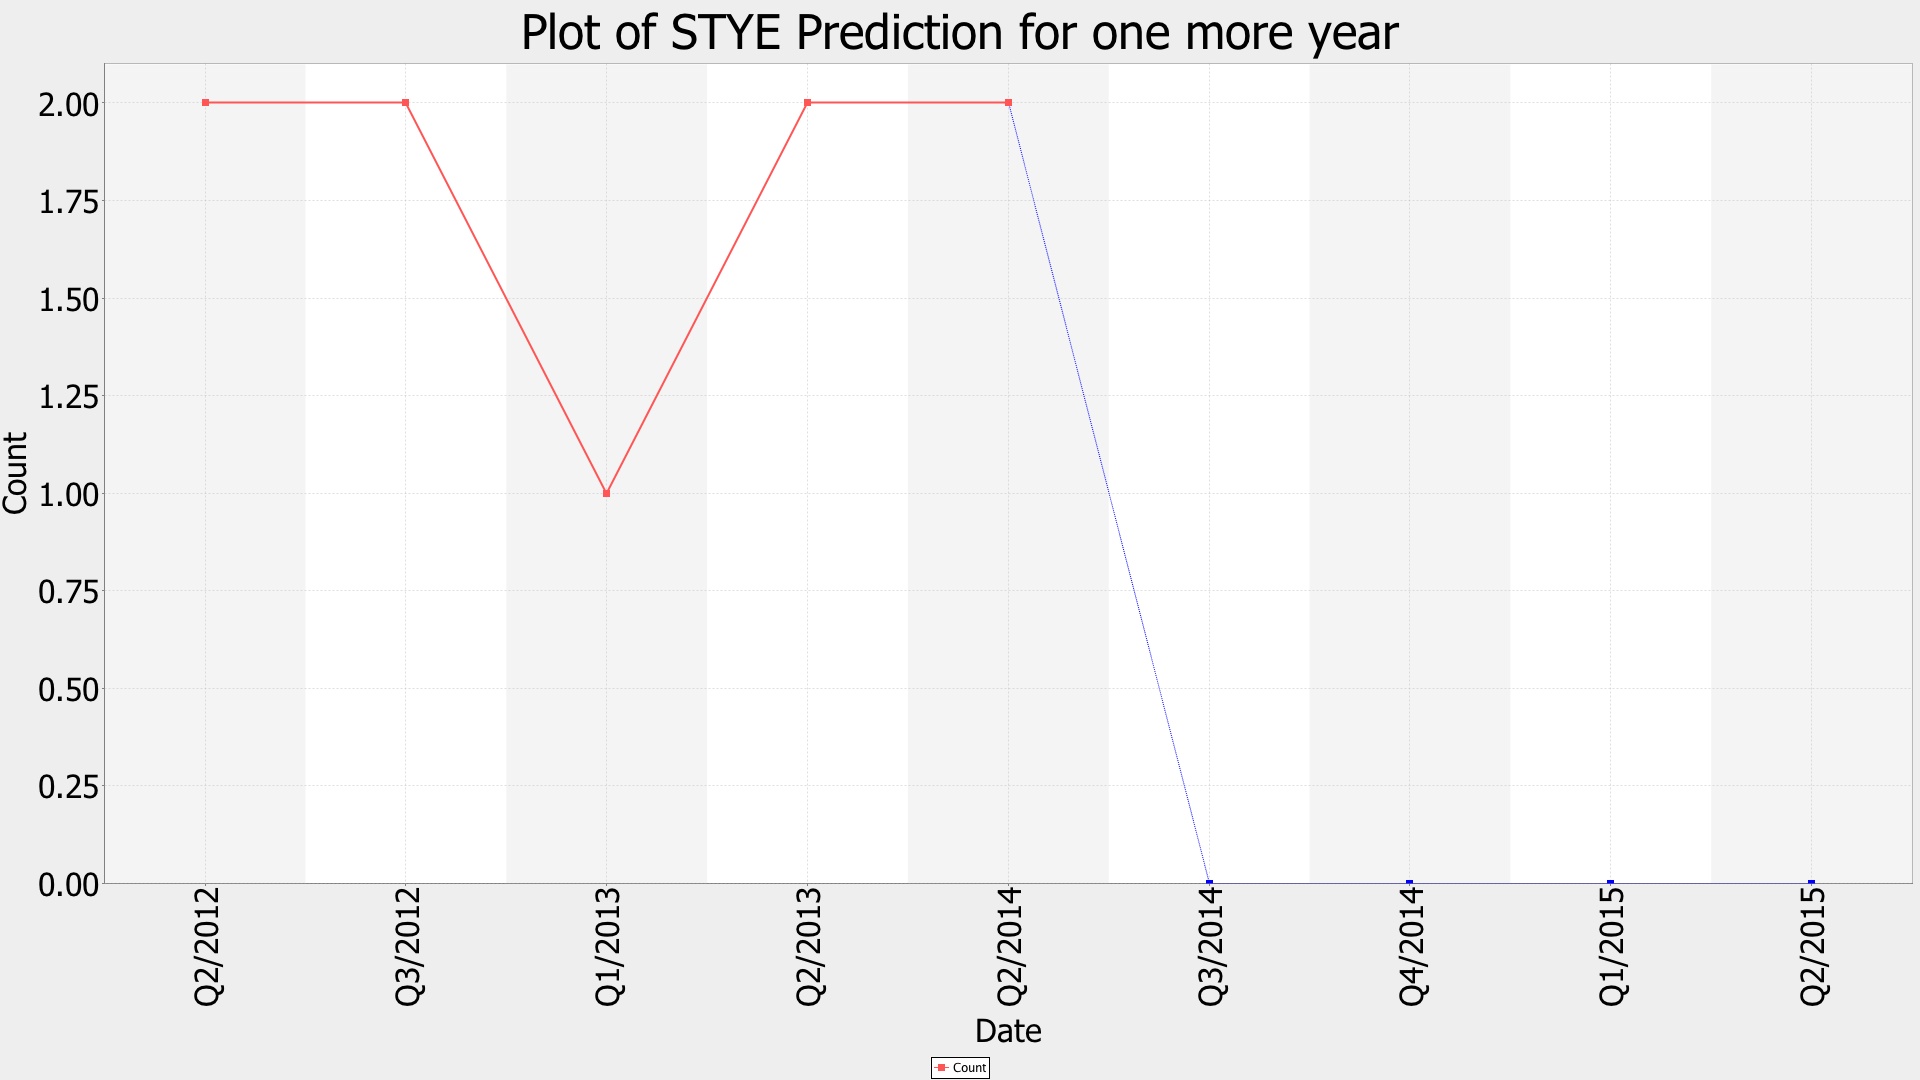 Plot of STYE Prediction for one more year
2.00
1.75
1.50
1.25
1.00
0.75
0.50
0.25
0.00
Count
Q2/2012
Q3/2012
Q1/2013
Q2/2013
Q2/2014
Q3/2014
Q4/2014
Q1/2015
Q2/2015
Date
Count